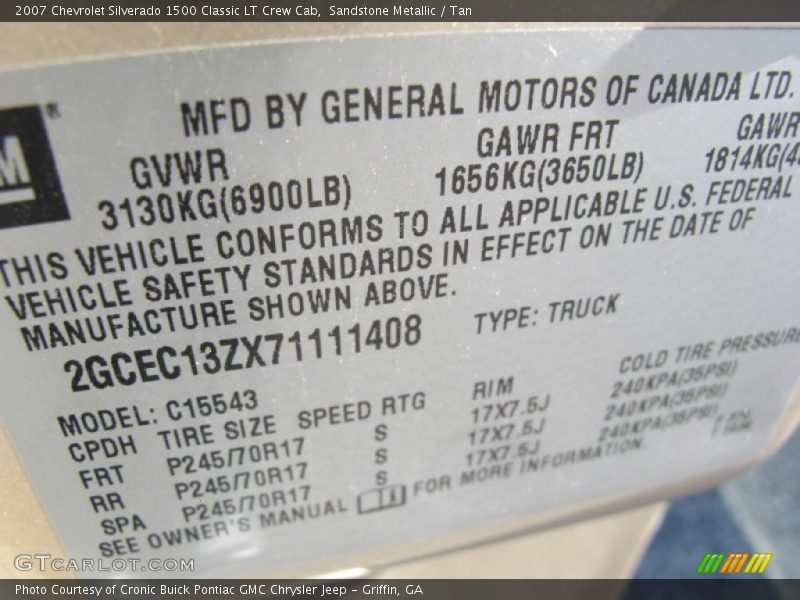 2007 Chevrolet Silverado 1500 Classic LT Crew Cab, Sandstone Metallic / Tan
MFD BY GENERAL MOTORS OF CANADA LTD.
GVWR GAWR FRT GAWR
3130KG(6900LB) 1656KG(3650LB) 1814KG(4
THIS VEHICLE CONFORMS TO ALL APPLICABLE U.S. FEDERAL
VEHICLE SAFETY STANDARDS IN EFFECT ON THE DATE OF
MANUFACTURE SHOWN ABOVE.
2GCEC13ZX71111408 TYPE: TRUCK
MODEL: C15543
CPDH TIRE SIZE SPEED RTG RIM COLD TIRE PRESSURE
FRT P245/70R17 S 17X7.5J 240KPA(35PSI)
RR P245/70R17 S 17X7.5J 240KPA(35PSI)
SPA P245/70R17 S 17X7.5J 240KPA(35PSI)
SEE OWNER'S MANUAL FOR MORE INFORMATION.
GTCARLOT.COM
Photo Courtesy of Cronic Buick Pontiac GMC Chrysler Jeep - Griffin, GA